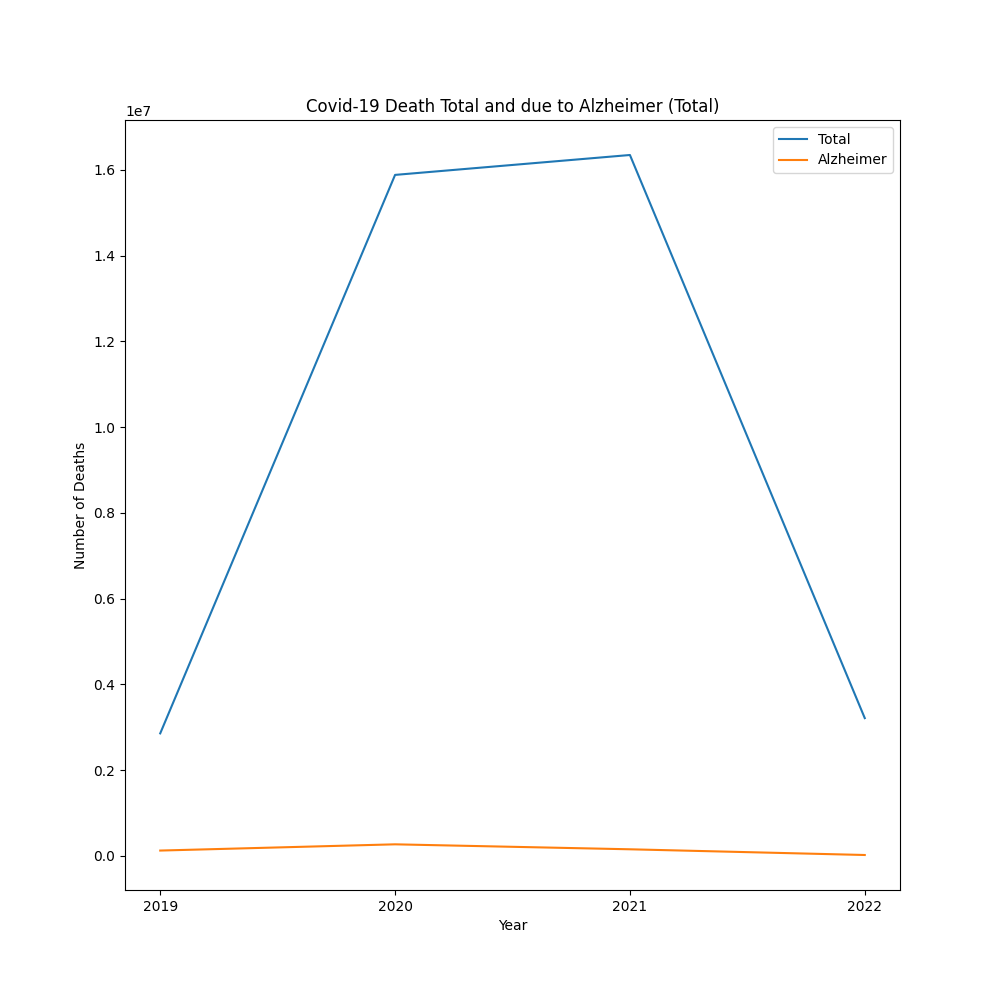 Covid-19 Death Total and due to Alzheimer (Total)
1e7
Total
Alzheimer
1.6
1.4
1.2
1.0
0.8
0.6
0.4
0.2
0.0
Number of Deaths
2019 2020 2021 2022
Year